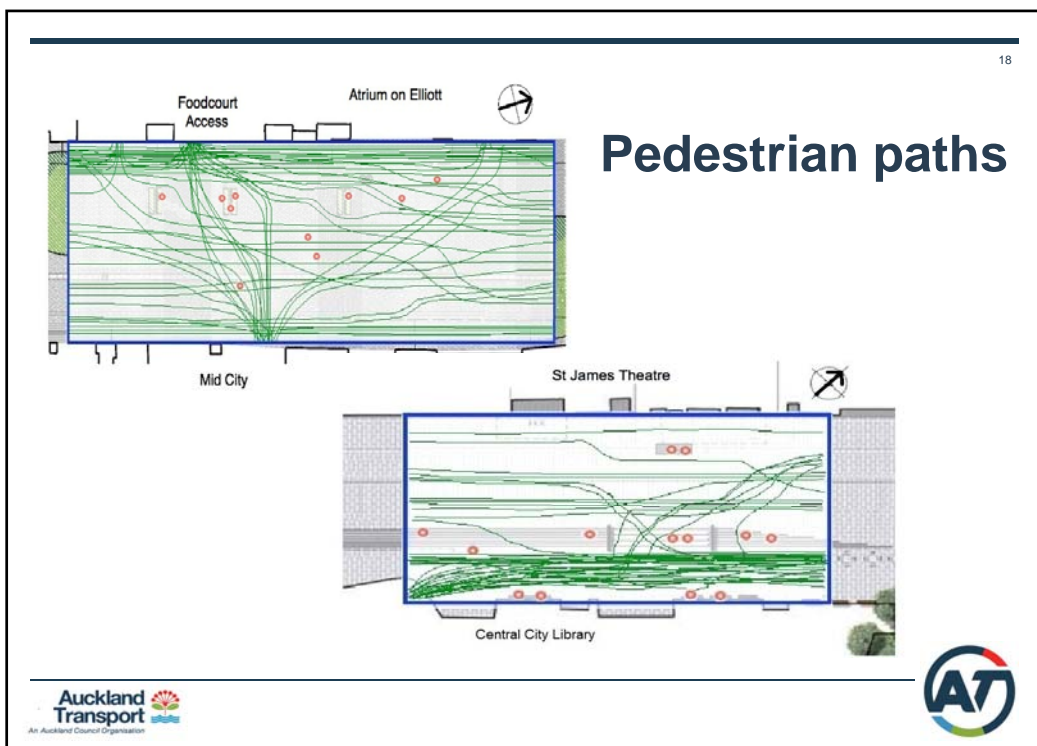 18
Foodcourt
Access
Atrium on Elliott
Pedestrian paths
Mid City
St James Theatre
Central City Library
Auckland
Transport
An Auckland Council Organisation
AT